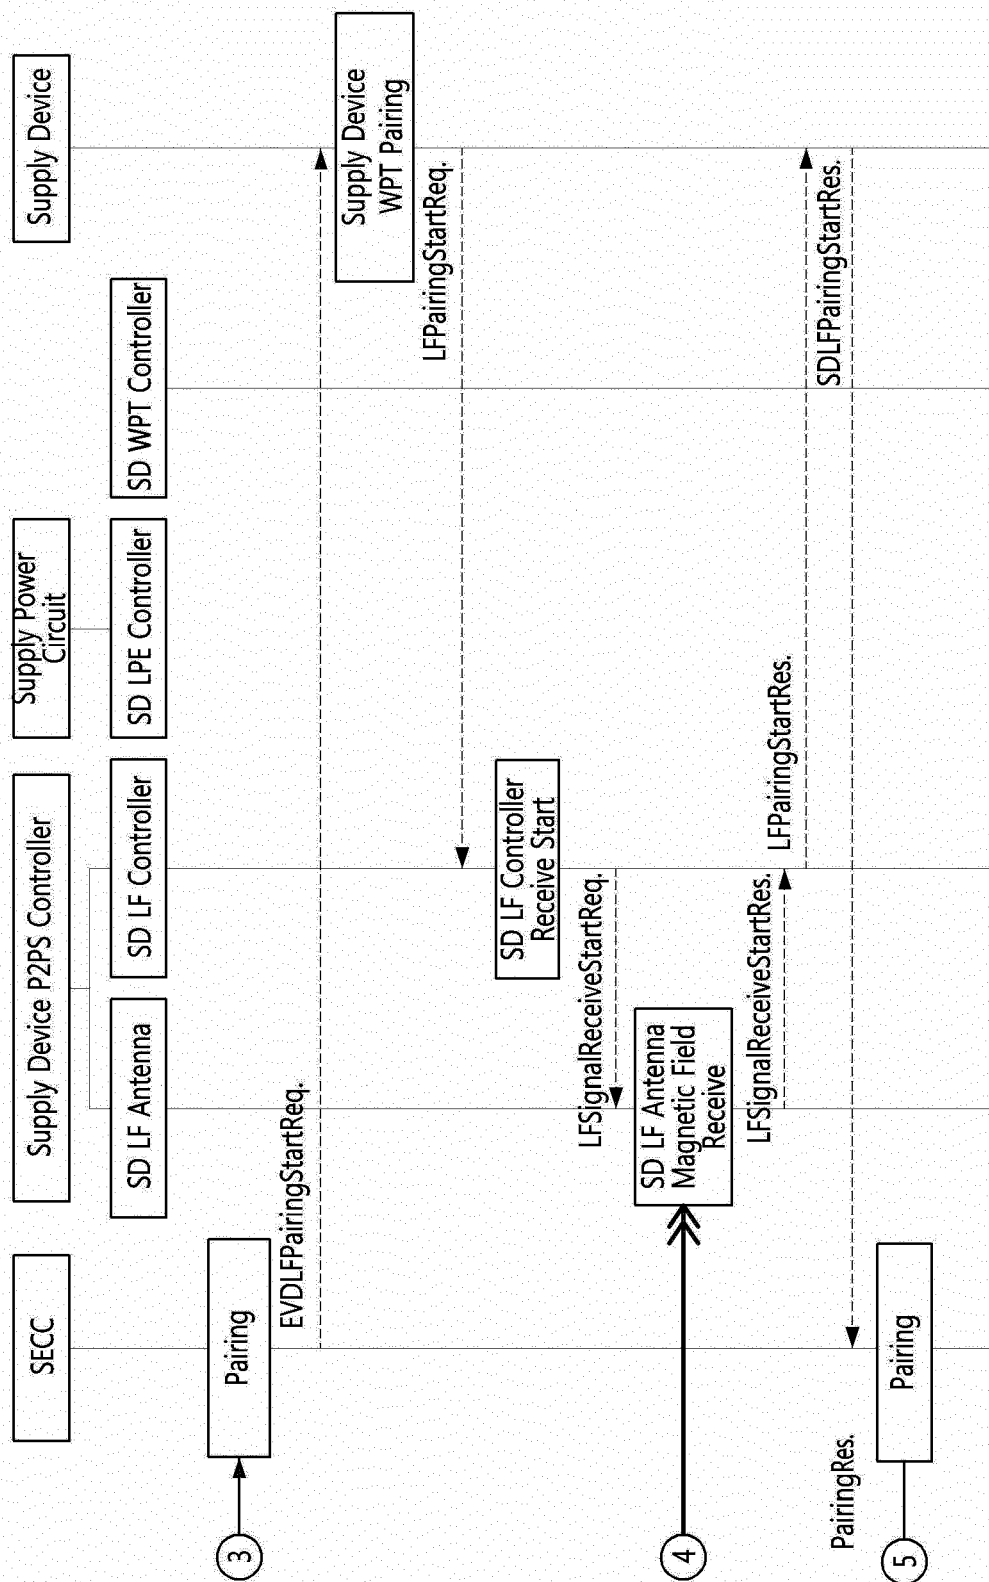 SECC
Supply Device P2PS Controller
Supply Power
Circuit
Supply Device
SD LF Antenna
SD LF Controller
SD LPE Controller
SD WPT Controller
3
Pairing
EVDLFPairingStartReq.
Supply Device
WPT Pairing
LFPairingStartReq.
SD LF Controller
Receive Start
LFSignalReceiveStartReq.
4
SD LF Antenna
Magnetic Field
Receive
LFSignalReceiveStartRes.
LFPairingStartRes.
SDLFPairingStartRes.
PairingRes.
5
Pairing